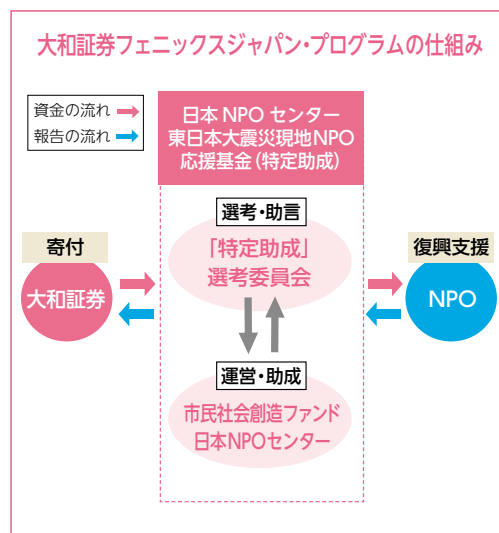 大和証券フェニックスジャパン・プログラムの仕組み
資金の流れ
報告の流れ
日本 NPO センター
東日本大震災現地NPO
応援基金(特定助成)
選考・助言
「特定助成」
選考委員会
寄付
大和証券
復興支援
NPO
運営・助成
市民社会創造ファンド
日本NPOセンター